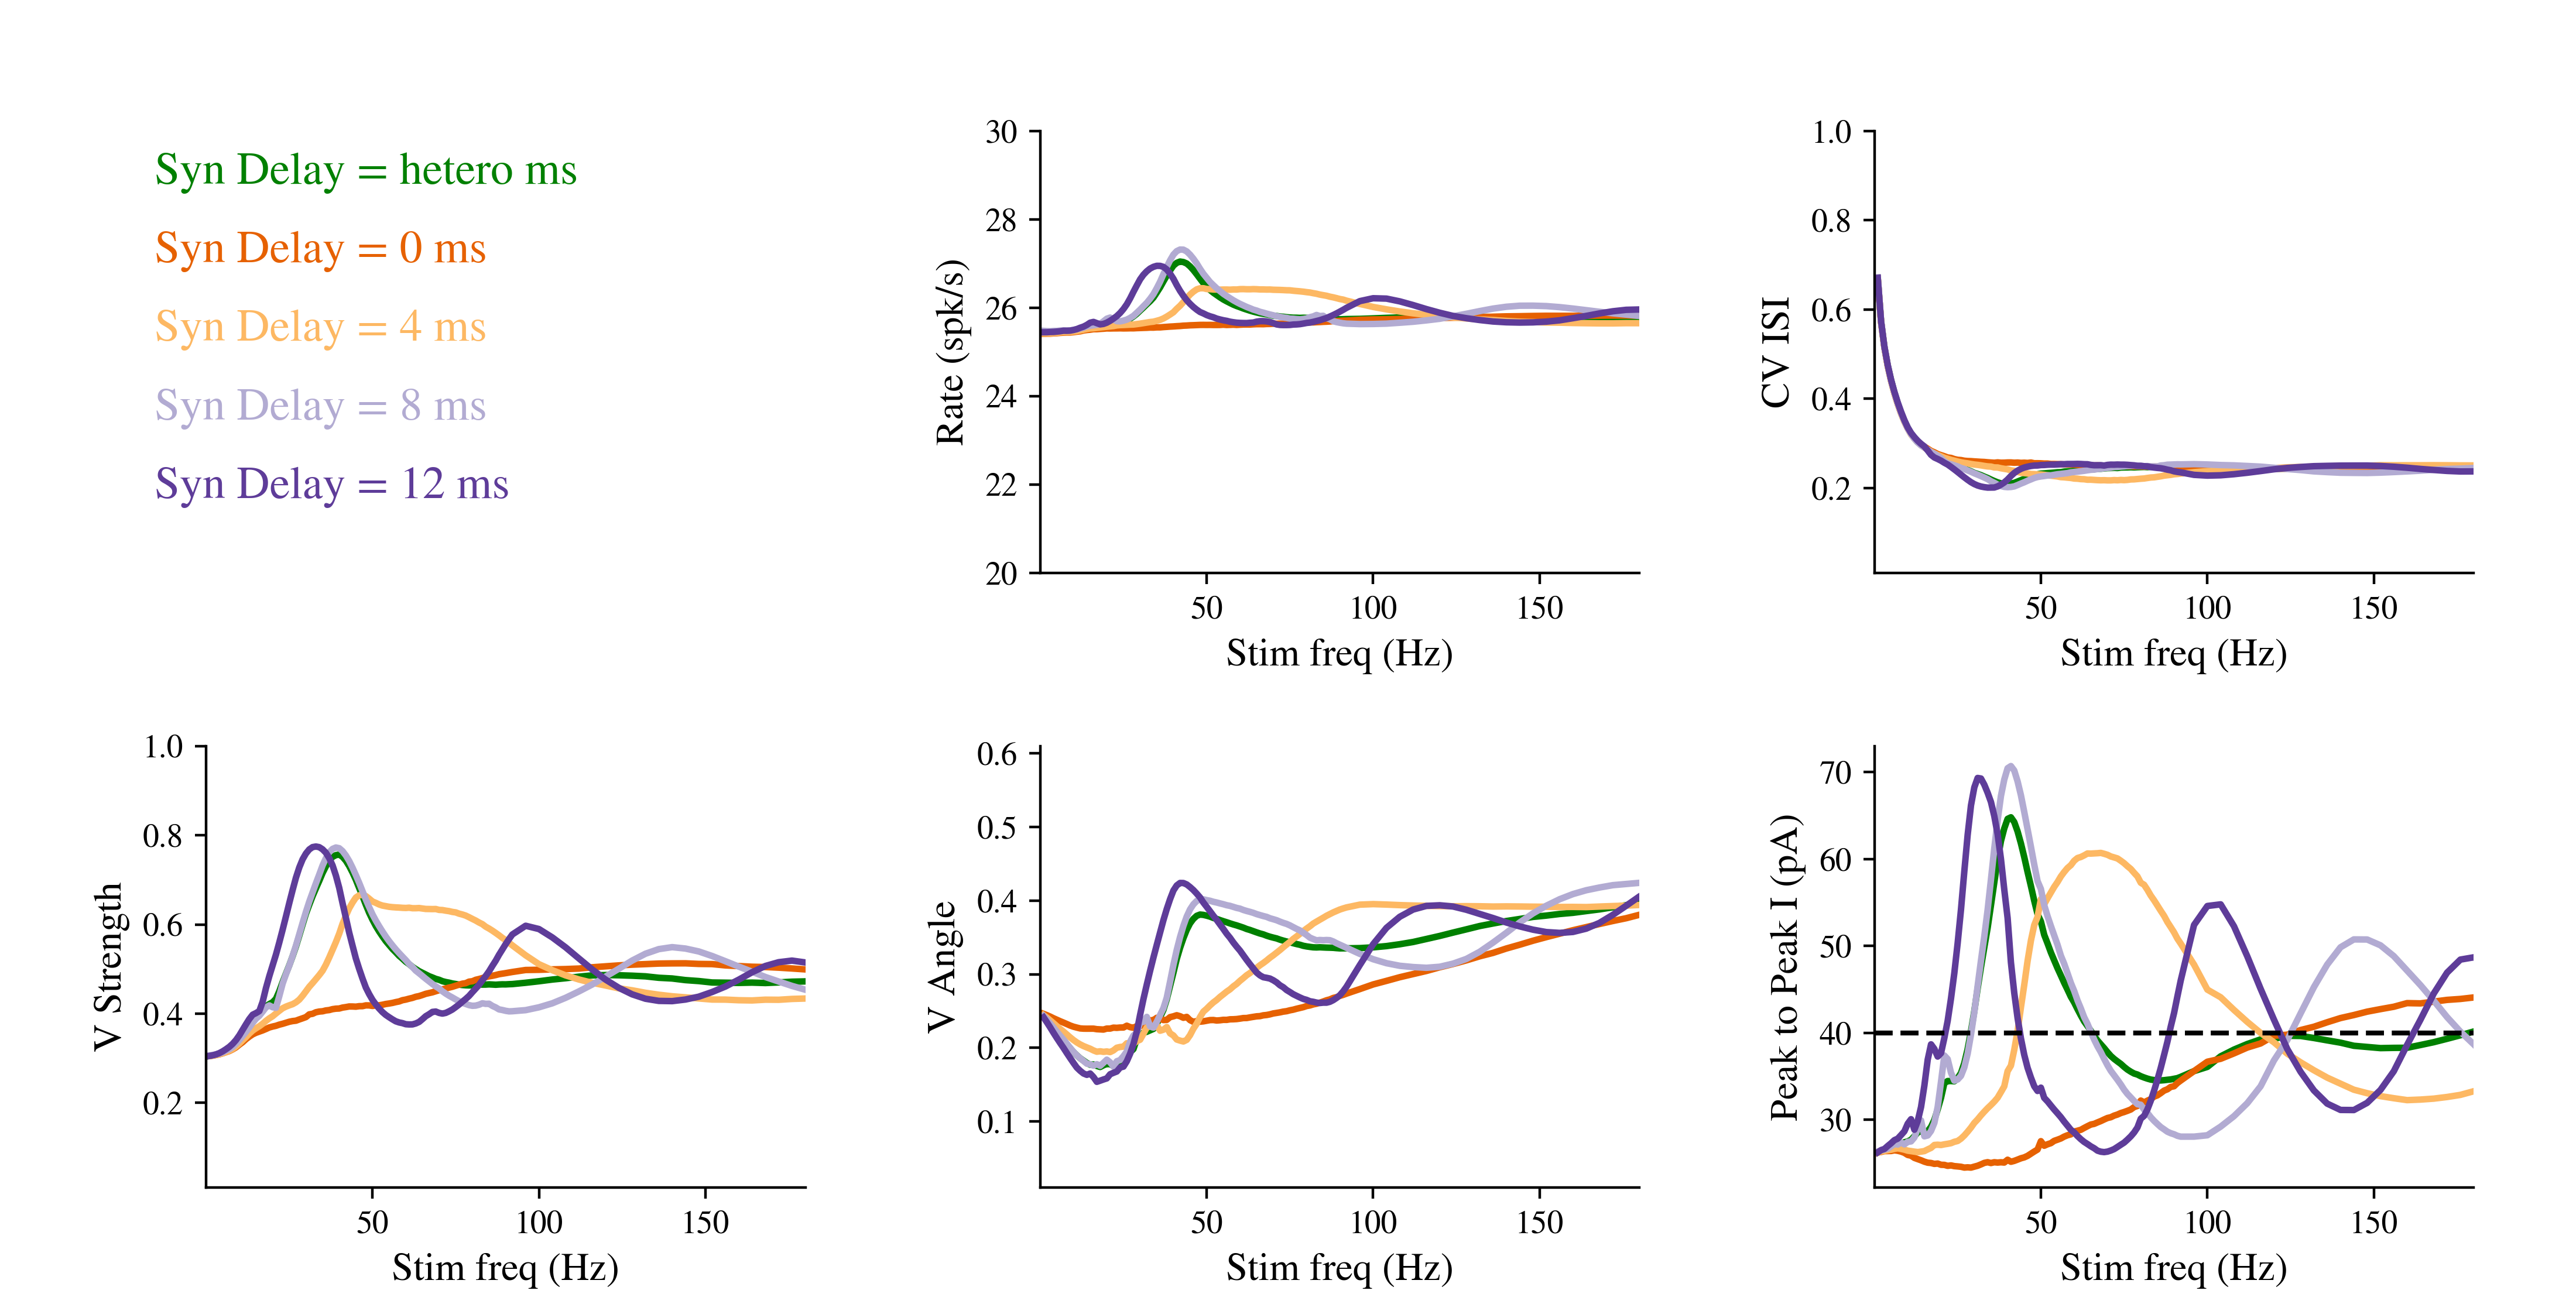 Syn Delay = hetero ms
Syn Delay = 0 ms
Syn Delay = 4 ms
Syn Delay = 8 ms
Syn Delay = 12 ms
30
28
26
24
22
20
Rate (spk/s)
50 100 150
Stim freq (Hz)
1.0
0.8
0.6
0.4
0.2
CV ISI
50 100 150
Stim freq (Hz)
1.0
0.8
0.6
0.4
0.2
V Strength
50 100 150
Stim freq (Hz)
0.6
0.5
0.4
0.3
0.2
0.1
V Angle
50 100 150
Stim freq (Hz)
70
60
50
40
30
Peak to Peak I (pA)
50 100 150
Stim freq (Hz)